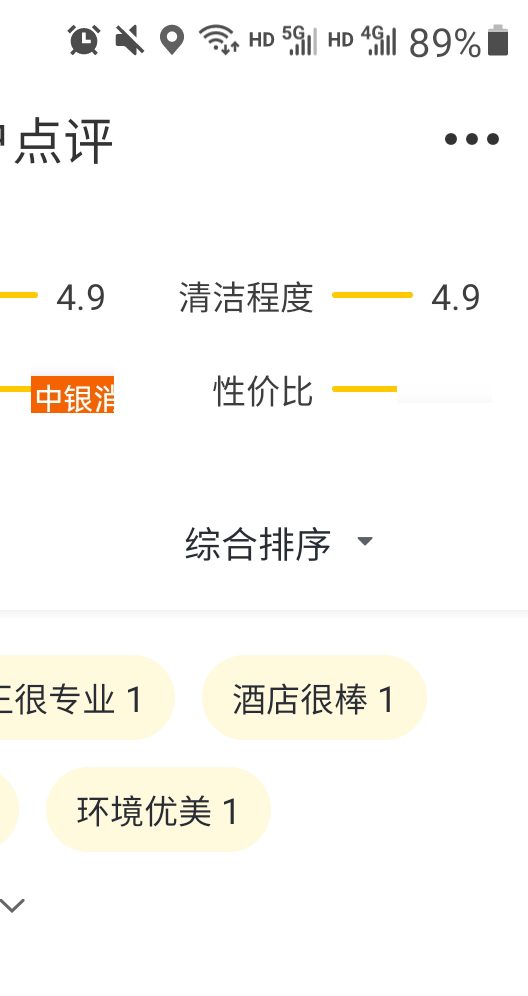 HD 5G HD 4G 89%
点评
4.9 清洁程度 4.9
中银消 性价比
综合排序
很专业 1 酒店很棒 1
环境优美 1